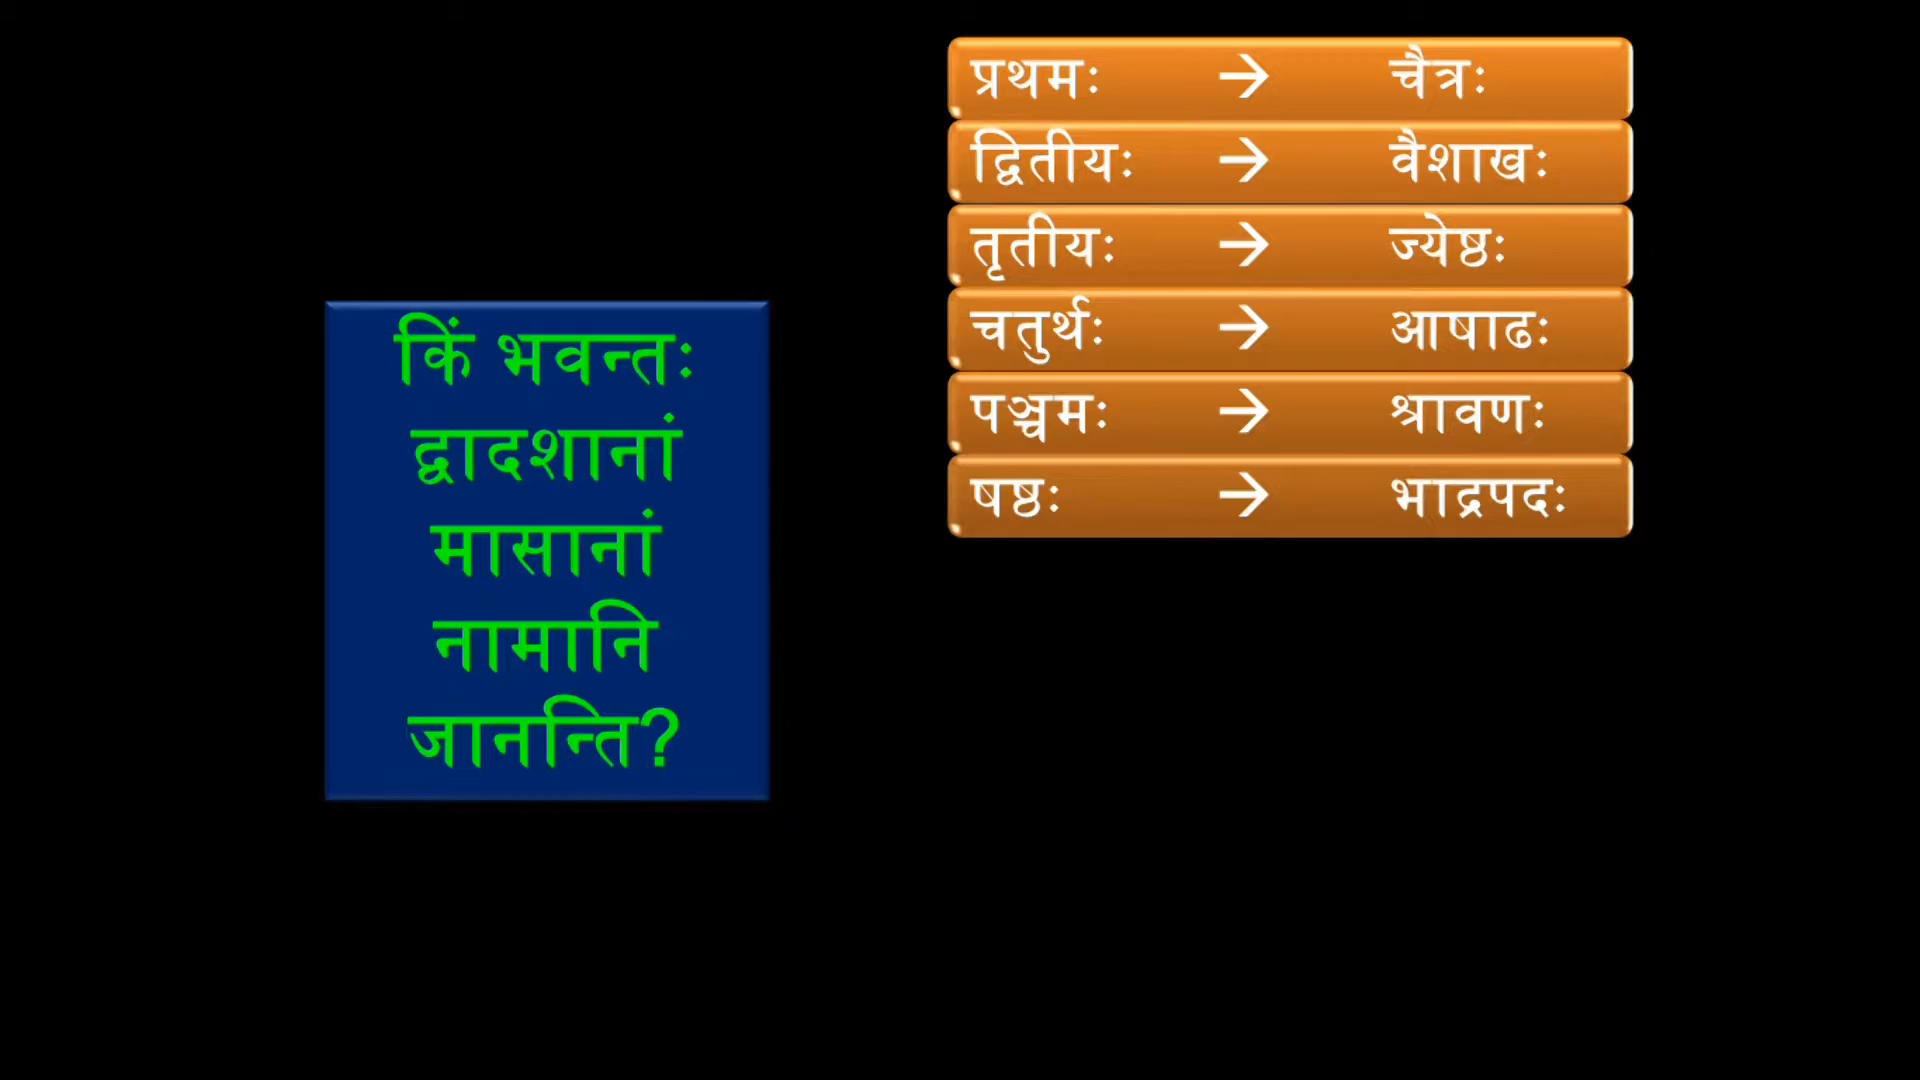 किं भवन्तः
द्वादशानां
मासानां
नामानि
जानन्ति?
प्रथमः → चैत्रः
द्वितीयः → वैशाखः
तृतीयः → ज्येष्ठः
चतुर्थः → आषाढः
पञ्चमः → श्रावणः
षष्ठः → भाद्रपदः